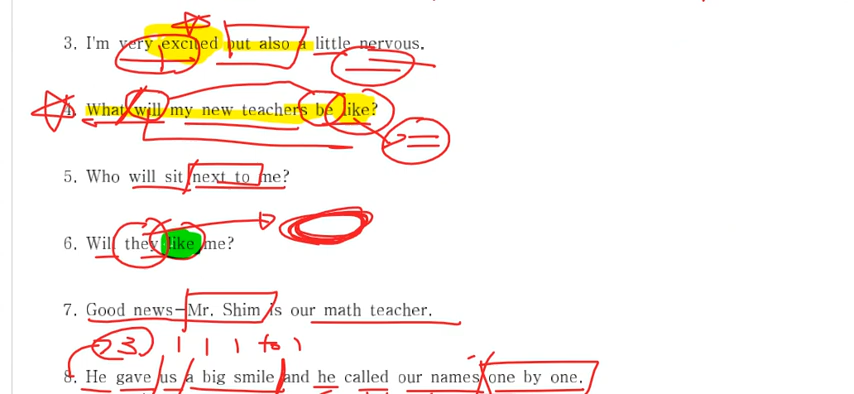 3. I'm very excited but also a little nervous.
4. What will my new teachers be like?
5. Who will sit next to me?
6. Will they like me?
7. Good news-Mr. Shim is our math teacher.
8. He gave us a big smile and he called our names one by one.